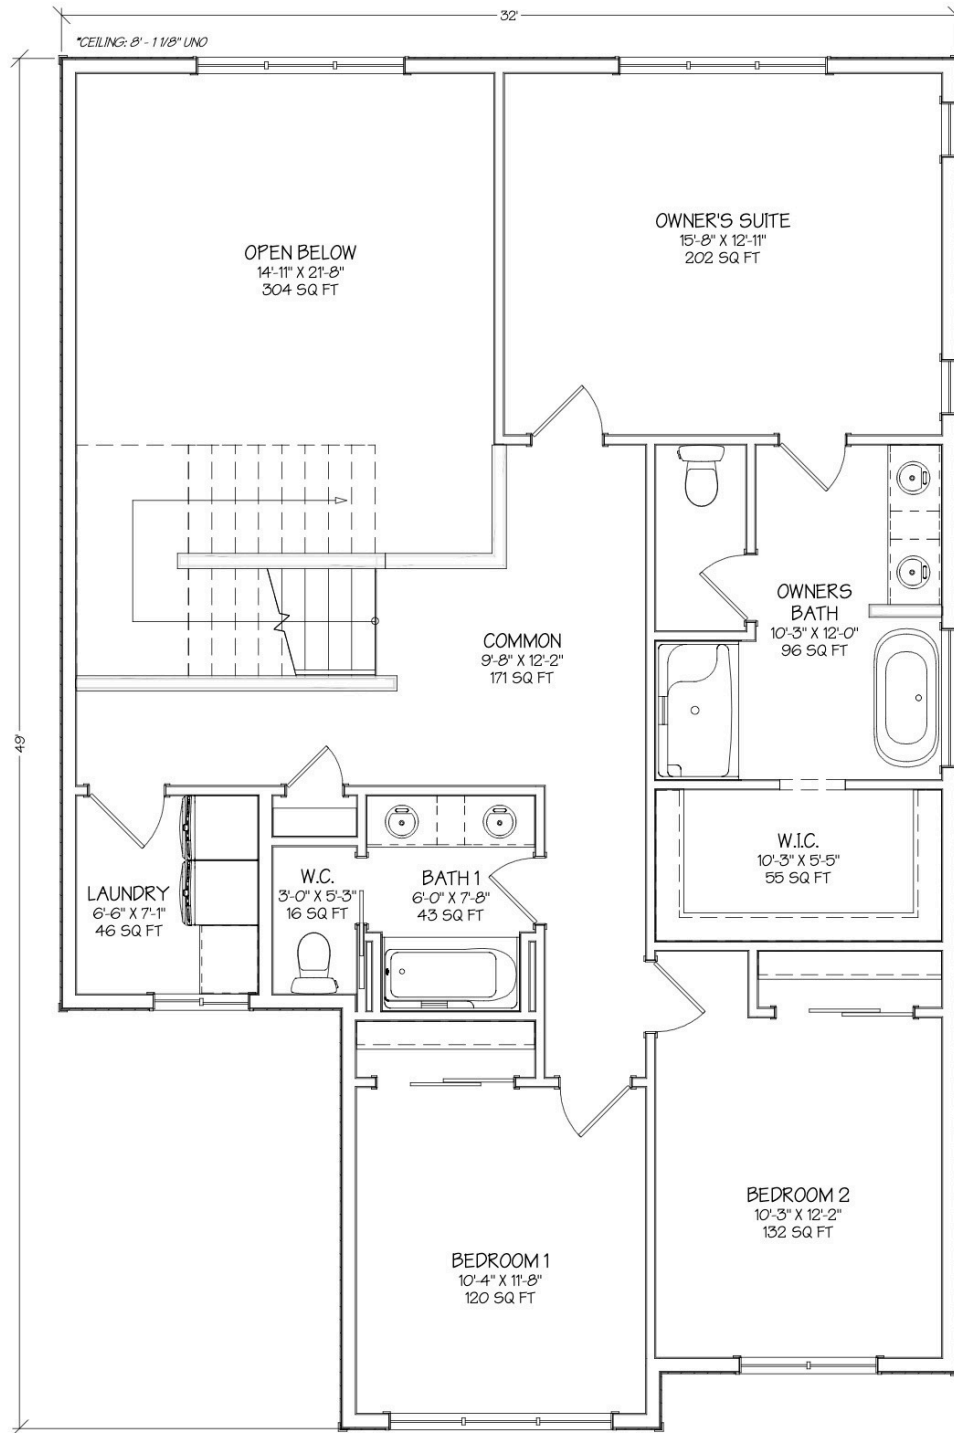 32'
*CEILING: 8' - 1 1/8" UNO
OWNER'S SUITE
15'-8" X 12'-11"
202 SQ FT
OPEN BELOW
14'-11" X 21'-8"
304 SQ FT
OWNERS
BATH
10'-3" X 12'-0"
96 SQ FT
COMMON
9'-8" X 12'-2"
171 SQ FT
49'
W.I.C.
10'-3" X 5'-5"
55 SQ FT
LAUNDRY
6'-6" X 7'-1"
46 SQ FT
W.C.
3'-0" X 5'-3"
16 SQ FT
BATH 1
6'-0" X 7'-8"
43 SQ FT
BEDROOM 2
10'-3" X 12'-2"
132 SQ FT
BEDROOM 1
10'-4" X 11'-8"
120 SQ FT